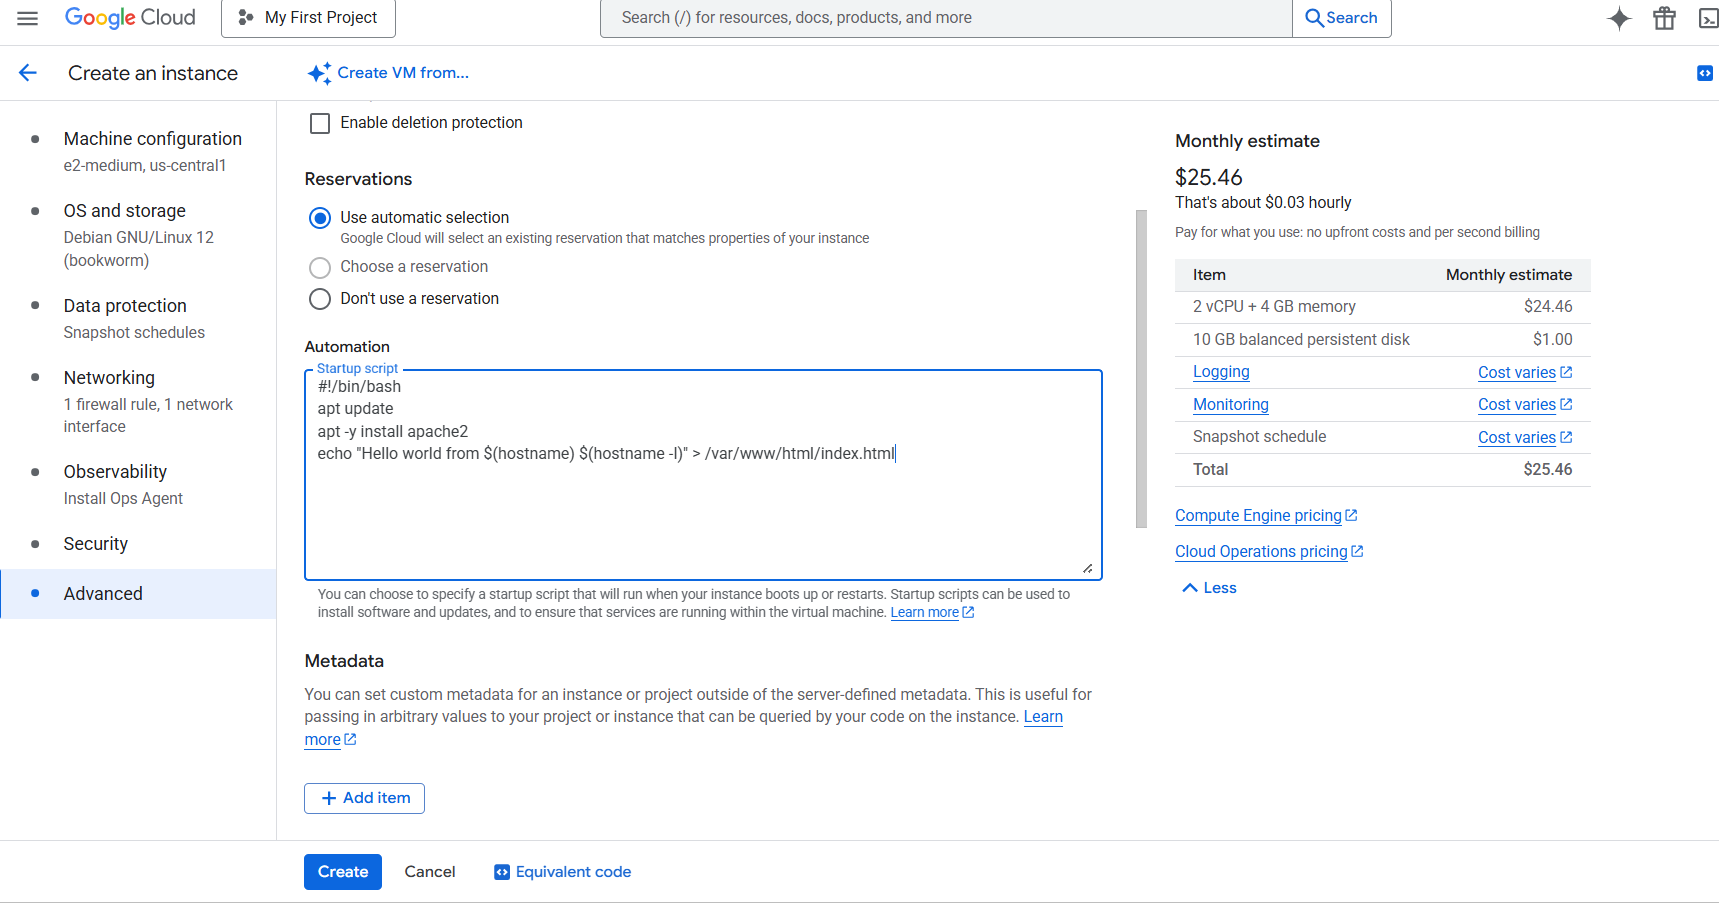 Google Cloud
My First Project
Search (/) for resources, docs, products, and more
Search
Create an instance
Create VM from...
Machine configuration
e2-medium, us-central1
OS and storage
Debian GNU/Linux 12
(bookworm)
Data protection
Snapshot schedules
Networking
1 firewall rule, 1 network
interface
Observability
Install Ops Agent
Security
Advanced
Enable deletion protection
Reservations
Use automatic selection
Google Cloud will select an existing reservation that matches properties of your instance
Choose a reservation
Don't use a reservation
Automation
Startup script
#!/bin/bash
apt update
apt -y install apache2
echo "Hello world from $(hostname) $(hostname -I)" > /var/www/html/index.html
You can choose to specify a startup script that will run when your instance boots up or restarts. Startup scripts can be used to
install software and updates, and to ensure that services are running within the virtual machine. Learn more
Metadata
You can set custom metadata for an instance or project outside of the server-defined metadata. This is useful for
passing in arbitrary values to your project or instance that can be queried by your code on the instance. Learn
more
+ Add item
Create
Cancel
Equivalent code
Monthly estimate
$25.46
That's about $0.03 hourly
Pay for what you use: no upfront costs and per second billing
Item Monthly estimate
2 vCPU + 4 GB memory $24.46
10 GB balanced persistent disk $1.00
Logging Cost varies
Monitoring Cost varies
Snapshot schedule Cost varies
Total $25.46
Compute Engine pricing
Cloud Operations pricing
Less